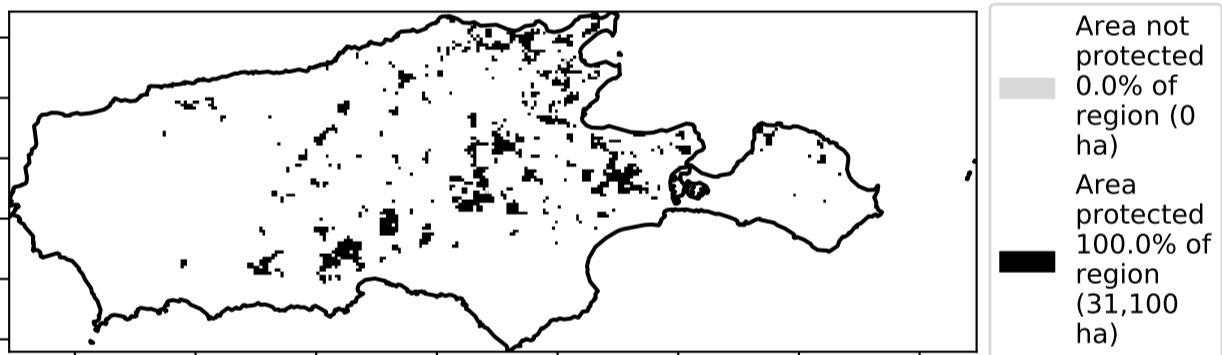 Area not
protected
0.0% of
region (0
ha)
Area
protected
100.0% of
region
(31,100
ha)